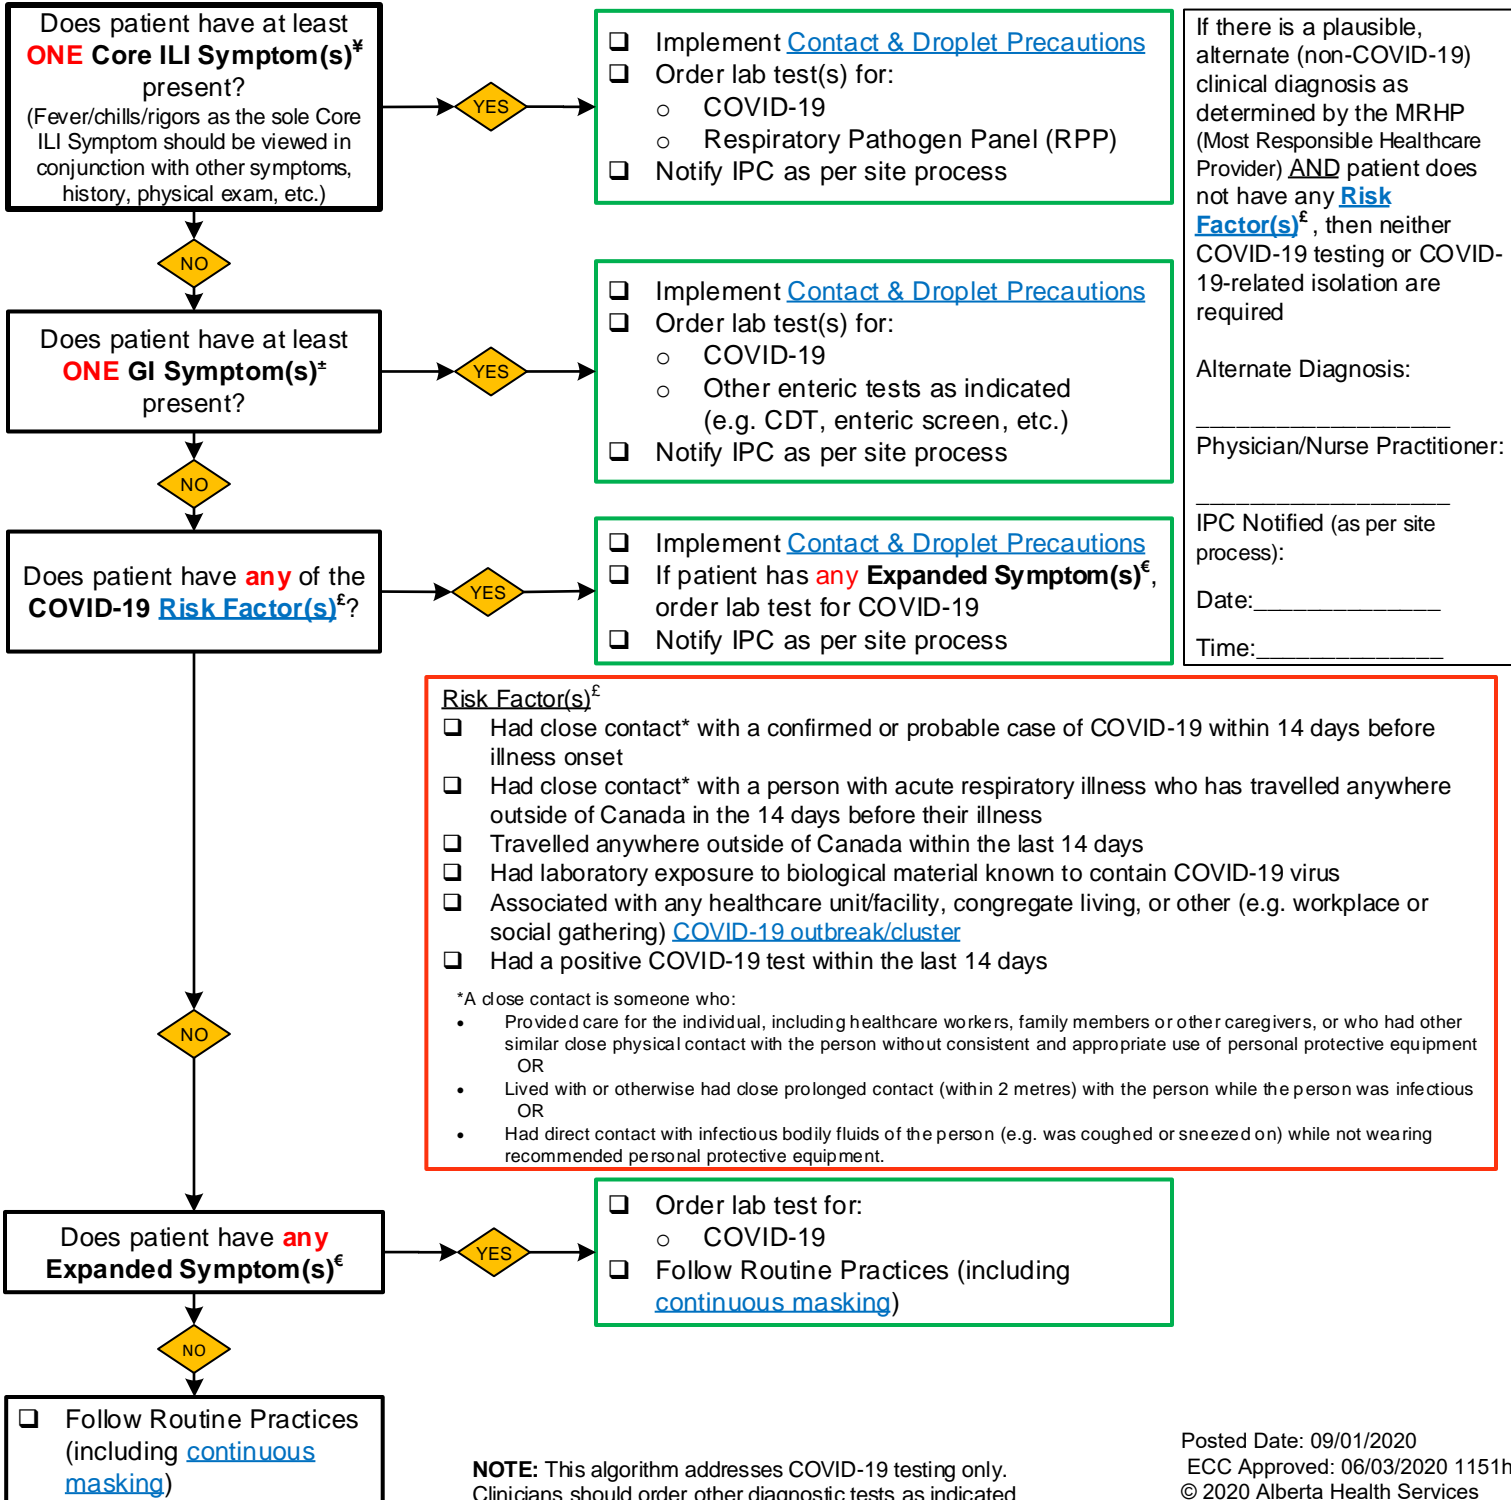 Does patient have at least
ONE Core ILI Symptom(s)¥
present?
(Fever/chills/rigors as the sole Core
ILI Symptom should be viewed in
conjunction with other symptoms,
history, physical exam, etc.)
YES
❑ Implement Contact & Droplet Precautions
❑ Order lab test(s) for:
o COVID-19
o Respiratory Pathogen Panel (RPP)
❑ Notify IPC as per site process
NO
Does patient have at least
ONE GI Symptom(s)±
present?
YES
❑ Implement Contact & Droplet Precautions
❑ Order lab test(s) for:
o COVID-19
o Other enteric tests as indicated
(e.g. CDT, enteric screen, etc.)
❑ Notify IPC as per site process
NO
Does patient have any of the
COVID-19 Risk Factor(s)£?
YES
❑ Implement Contact & Droplet Precautions
❑ If patient has any Expanded Symptom(s)€,
order lab test for COVID-19
❑ Notify IPC as per site process
If there is a plausible,
alternate (non-COVID-19)
clinical diagnosis as
determined by the MRHP
(Most Responsible Healthcare
Provider) AND patient does
not have any Risk
Factor(s)£ , then neither
COVID-19 testing or COVID-
19-related isolation are
required
Alternate Diagnosis:
___________________
Physician/Nurse Practitioner:
___________________
IPC Notified (as per site
process):
Date:______________
Time:______________
Risk Factor(s)£
❑ Had close contact* with a confirmed or probable case of COVID-19 within 14 days before
illness onset
❑ Had close contact* with a person with acute respiratory illness who has travelled anywhere
outside of Canada in the 14 days before their illness
❑ Travelled anywhere outside of Canada within the last 14 days
❑ Had laboratory exposure to biological material known to contain COVID-19 virus
❑ Associated with any healthcare unit/facility, congregate living, or other (e.g. workplace or
social gathering) COVID-19 outbreak/cluster
❑ Had a positive COVID-19 test within the last 14 days
*A close contact is someone who:
• Provided care for the individual, including healthcare workers, family members or other caregivers, or who had other
similar close physical contact with the person without consistent and appropriate use of personal protective equipment
OR
• Lived with or otherwise had close prolonged contact (within 2 metres) with the person while the person was infectious
OR
• Had direct contact with infectious bodily fluids of the person (e.g. was coughed or sneezed on) while not wearing
recommended personal protective equipment.
NO
Does patient have any
Expanded Symptom(s)€
YES
❑ Order lab test for:
o COVID-19
❑ Follow Routine Practices (including
continuous masking)
NO
❑ Follow Routine Practices
(including continuous
masking)
NOTE: This algorithm addresses COVID-19 testing only.
Clinicians should order other diagnostic tests as indicated
Posted Date: 09/01/2020
ECC Approved: 06/03/2020 1151h
© 2020 Alberta Health Services